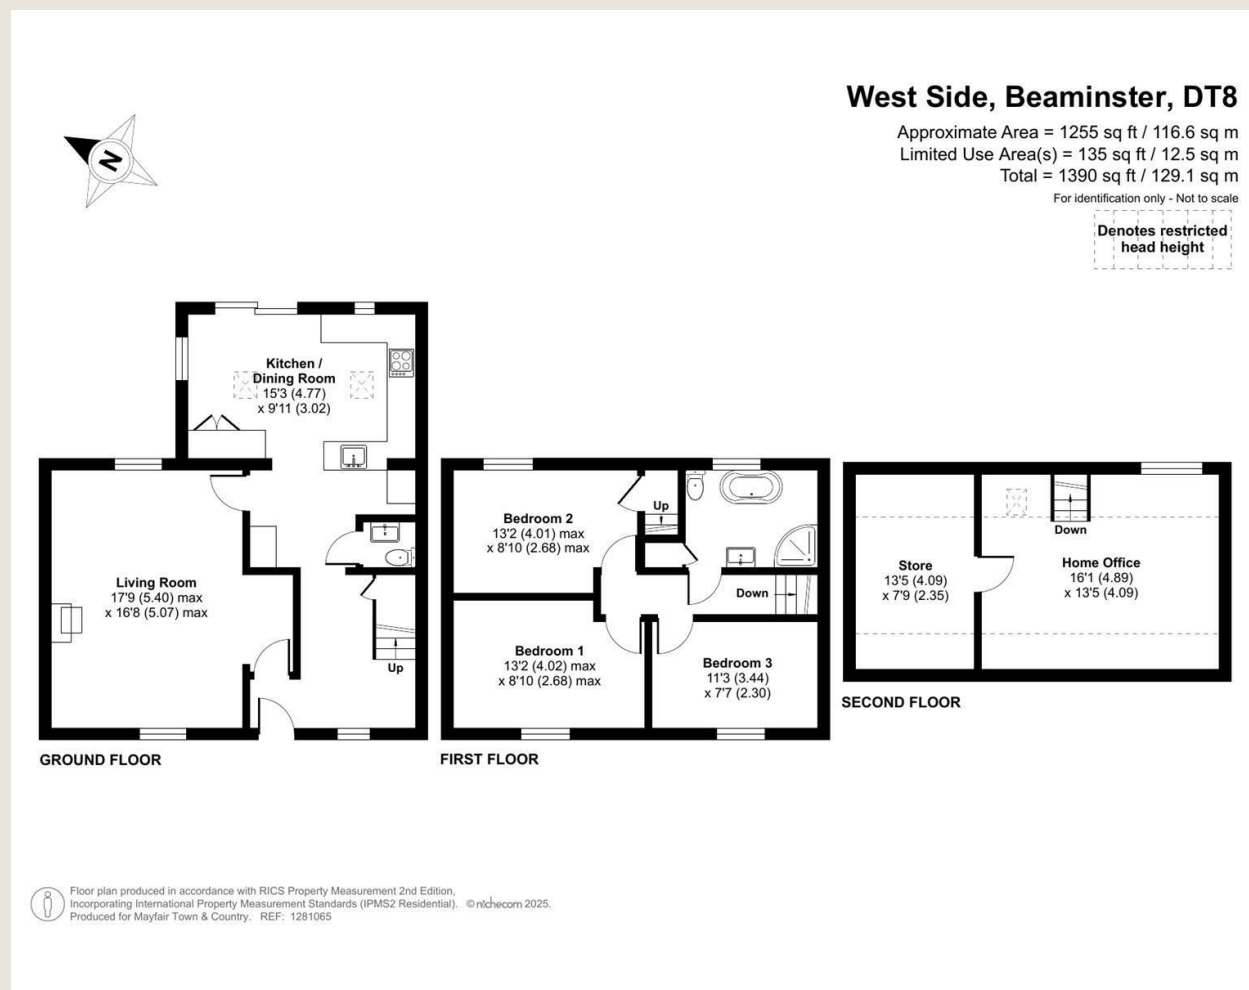 West Side, Beaminster, DT8
Approximate Area = 1255 sq ft / 116.6 sq m
Limited Use Area(s) = 135 sq ft / 12.5 sq m
Total = 1390 sq ft / 129.1 sq m
For identification only - Not to scale
Denotes restricted
head height
N
Kitchen /
Dining Room
15'3 (4.77)
x 9'11 (3.02)
Living Room
17'9 (5.40) max
x 16'8 (5.07) max
Up
GROUND FLOOR
Bedroom 2
13'2 (4.01) max
x 8'10 (2.68) max
Up
Down
Bedroom 1
13'2 (4.02) max
x 8'10 (2.68) max
Bedroom 3
11'3 (3.44)
x 7'7 (2.30)
FIRST FLOOR
Store
13'5 (4.09)
x 7'9 (2.35)
Down
Home Office
16'1 (4.89)
x 13'5 (4.09)
SECOND FLOOR
Floor plan produced in accordance with RICS Property Measurement 2nd Edition,
Incorporating International Property Measurement Standards (IPMS2 Residential). © nichecom 2025.
Produced for Mayfair Town & Country. REF: 1281065